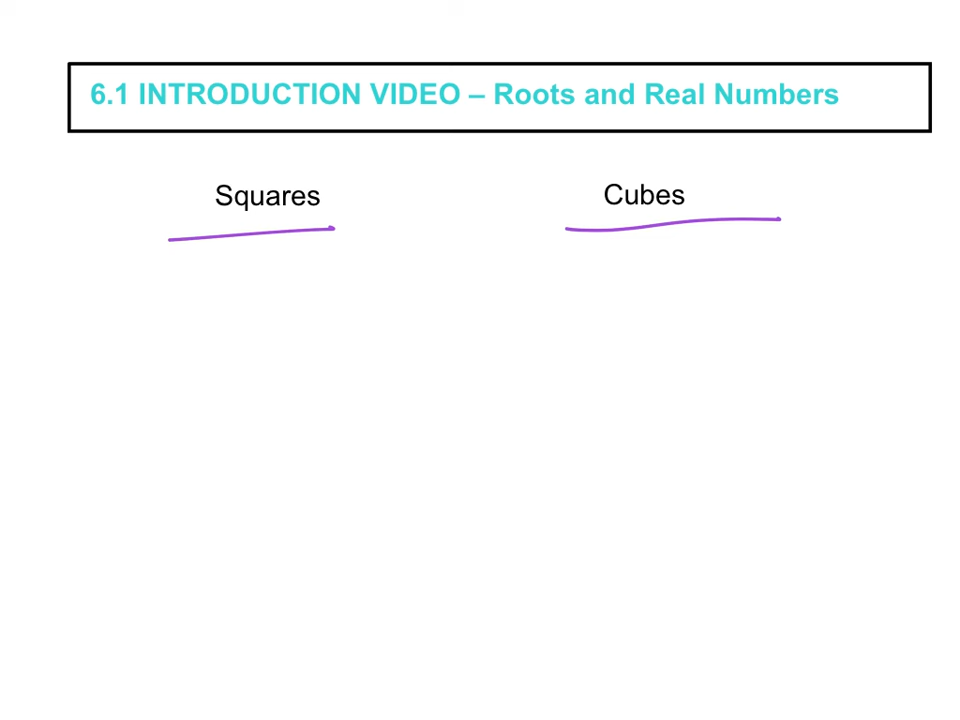 6.1 INTRODUCTION VIDEO – Roots and Real Numbers
Squares Cubes